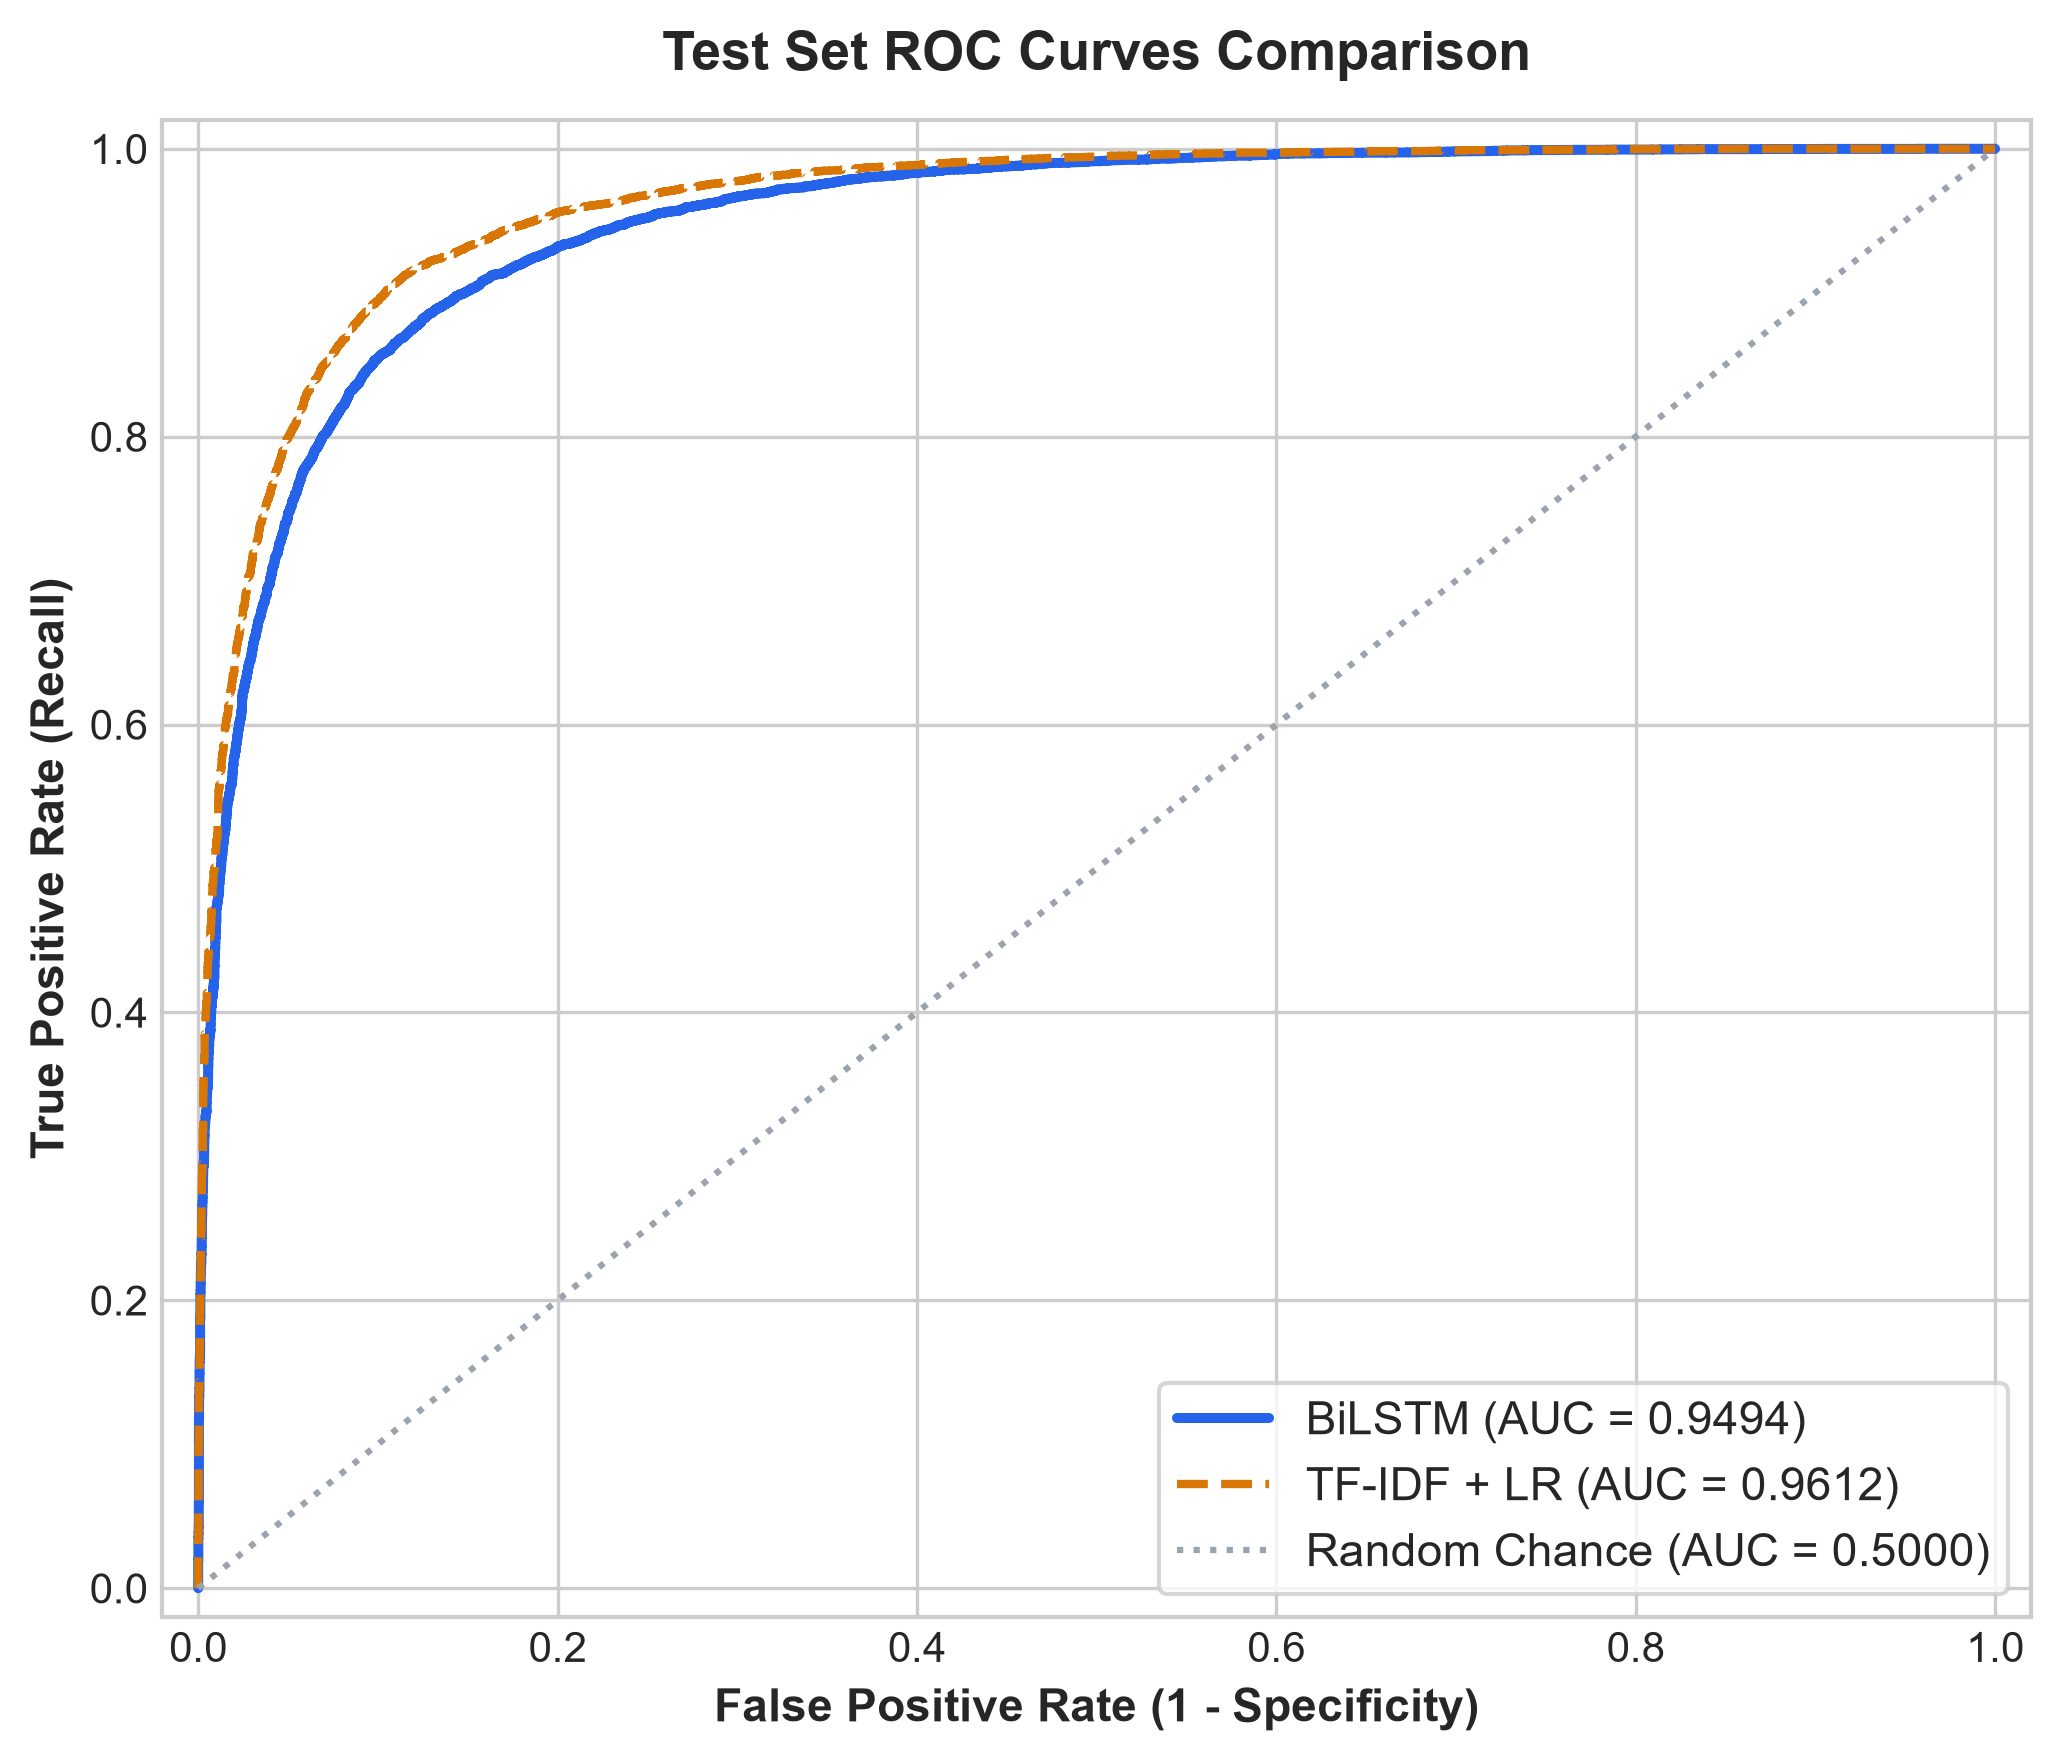 Test Set ROC Curves Comparison
True Positive Rate (Recall)
1.0
0.8
0.6
0.4
0.2
0.0
0.0 0.2 0.4 0.6 0.8 1.0
False Positive Rate (1 - Specificity)
BiLSTM (AUC = 0.9494)
TF-IDF + LR (AUC = 0.9612)
Random Chance (AUC = 0.5000)